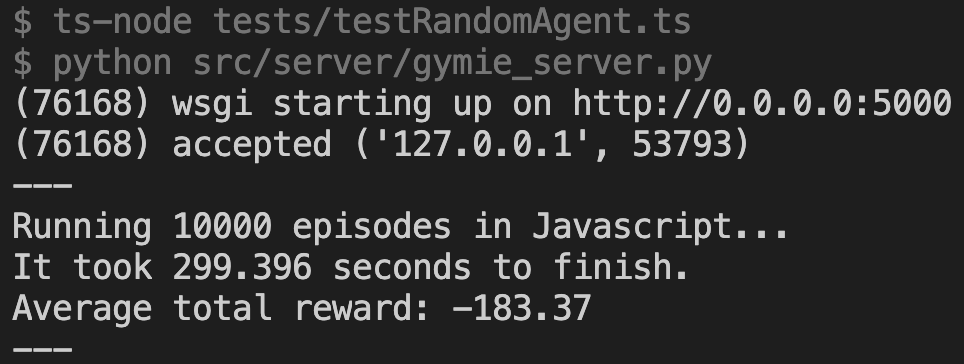 $ ts-node tests/testRandomAgent.ts
$ python src/server/gymie_server.py
(76168) wsgi starting up on http://0.0.0.0:5000
(76168) accepted ('127.0.0.1', 53793)
---
Running 10000 episodes in Javascript...
It took 299.396 seconds to finish.
Average total reward: -183.37
---